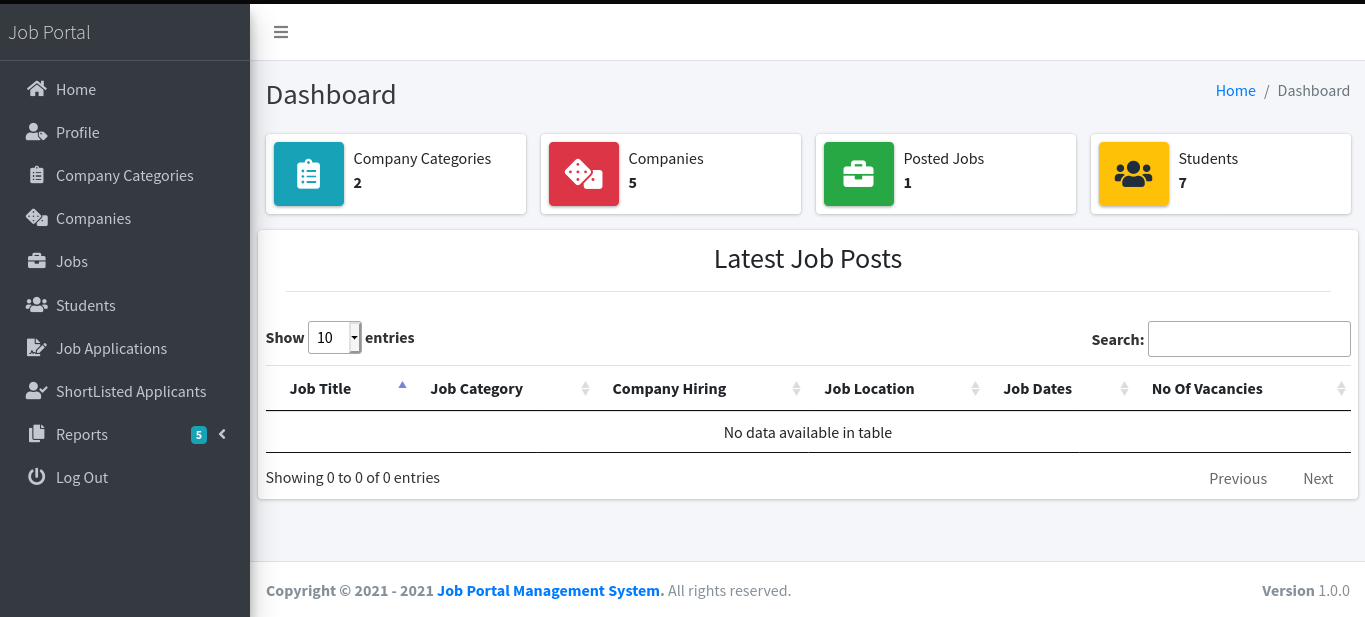 Job Portal
Home
Profile
Company Categories
Companies
Jobs
Students
Job Applications
ShortListed Applicants
Reports 5
Log Out
Dashboard
Home / Dashboard
Company Categories
2
Companies
5
Posted Jobs
1
Students
7
Latest Job Posts
Show 10 entries
Search:
Job Title Job Category Company Hiring Job Location Job Dates No Of Vacancies
No data available in table
Showing 0 to 0 of 0 entries
Previous Next
Copyright © 2021 - 2021 Job Portal Management System. All rights reserved.
Version 1.0.0